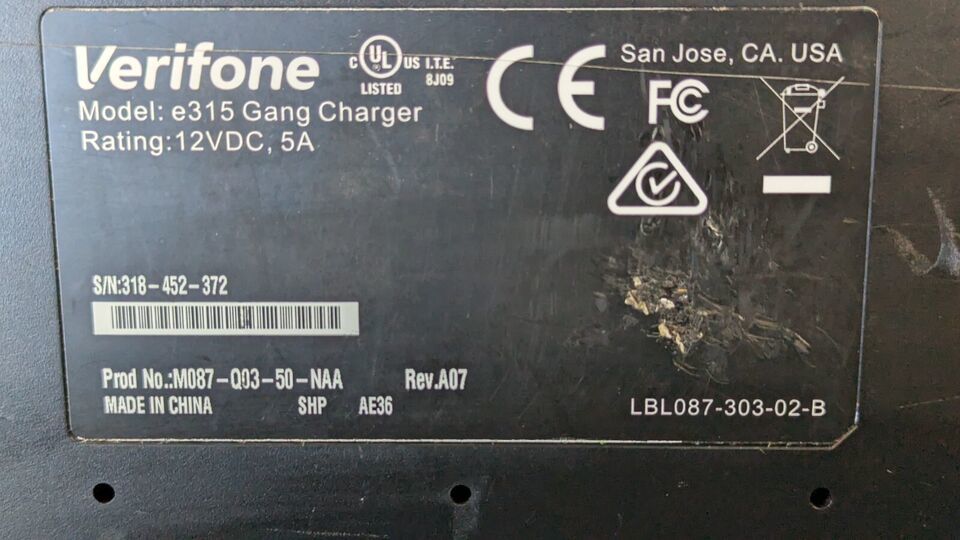 Verifone
C UL US I.T.E.
LISTED 8J09
CE
San Jose, CA. USA
FC
Model: e315 Gang Charger
Rating:12VDC, 5A
S/N:318-452-372
Prod No.:M087-Q03-50-NAA Rev.A07
MADE IN CHINA SHP AE36
LBL087-303-02-B